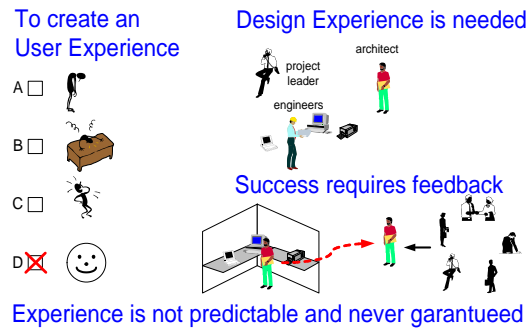 To create an
User Experience
A
B
C
D
Design Experience is needed
project
leader
architect
engineers
Success requires feedback
Experience is not predictable and never garantueed